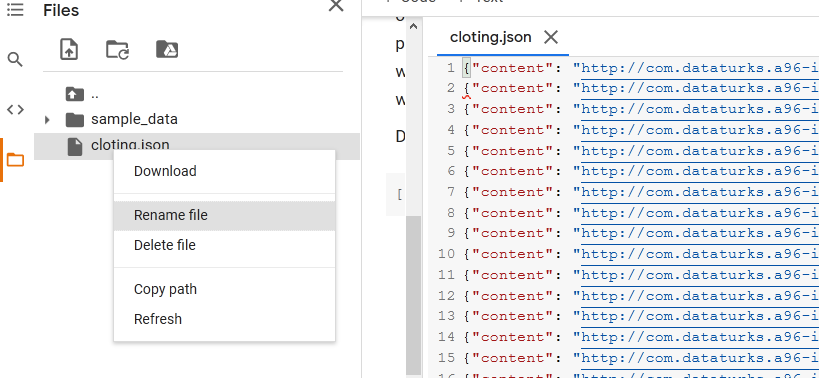 Files
..
sample_data
cloting.json
Download
Rename file
Delete file
Copy path
Refresh
cloting.json
1 {"content": "http://com.dataturks.a96-i
2 {"content": "http://com.dataturks.a96-i
3 {"content": "http://com.dataturks.a96-i
4 {"content": "http://com.dataturks.a96-i
5 {"content": "http://com.dataturks.a96-i
6 {"content": "http://com.dataturks.a96-i
7 {"content": "http://com.dataturks.a96-i
8 {"content": "http://com.dataturks.a96-i
9 {"content": "http://com.dataturks.a96-i
10 {"content": "http://com.dataturks.a96-i
11 {"content": "http://com.dataturks.a96-i
12 {"content": "http://com.dataturks.a96-i
13 {"content": "http://com.dataturks.a96-i
14 {"content": "http://com.dataturks.a96-i
15 {"content": "http://com.dataturks.a96-i